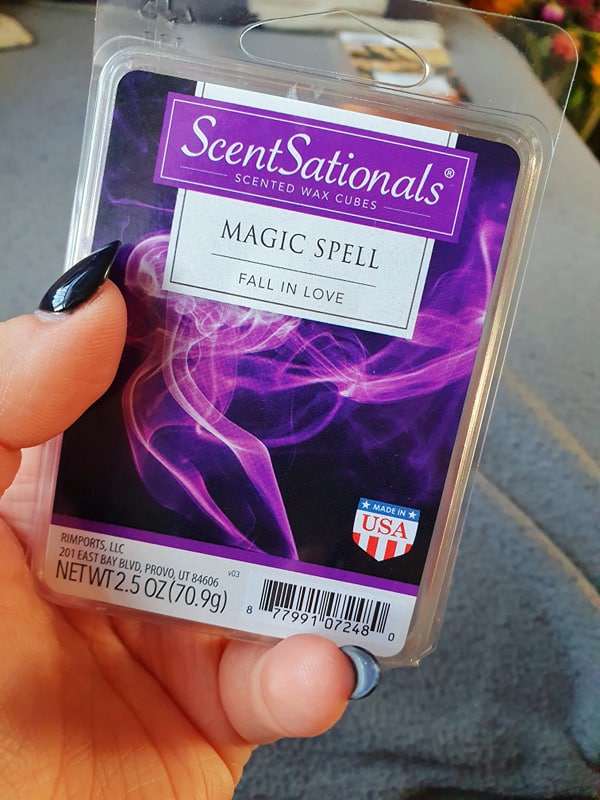 ScentSationals®
SCENTED WAX CUBES
MAGIC SPELL
FALL IN LOVE
MADE IN
USA
RIMPORTS, LLC
201 EAST BAY BLVD, PROVO, UT 84606 v03
NET WT 2.5 OZ (70.9g)
8 77991 07248 0